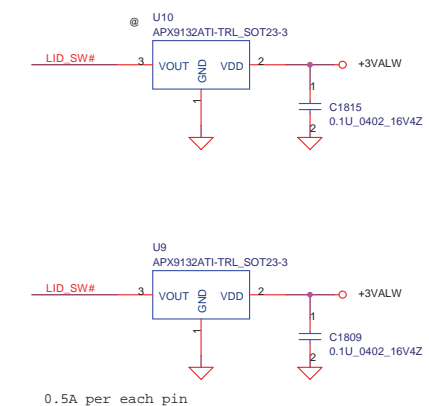 @ U10
APX9132ATI-TRL_SOT23-3
LID_SW# 3 VOUT GND VDD 2 +3VALW
1
1
C1815
2 0.1U_0402_16V4Z
U9
APX9132ATI-TRL_SOT23-3
LID_SW# 3 VOUT GND VDD 2 +3VALW
1
1
C1809
2 0.1U_0402_16V4Z
0.5A per each pin